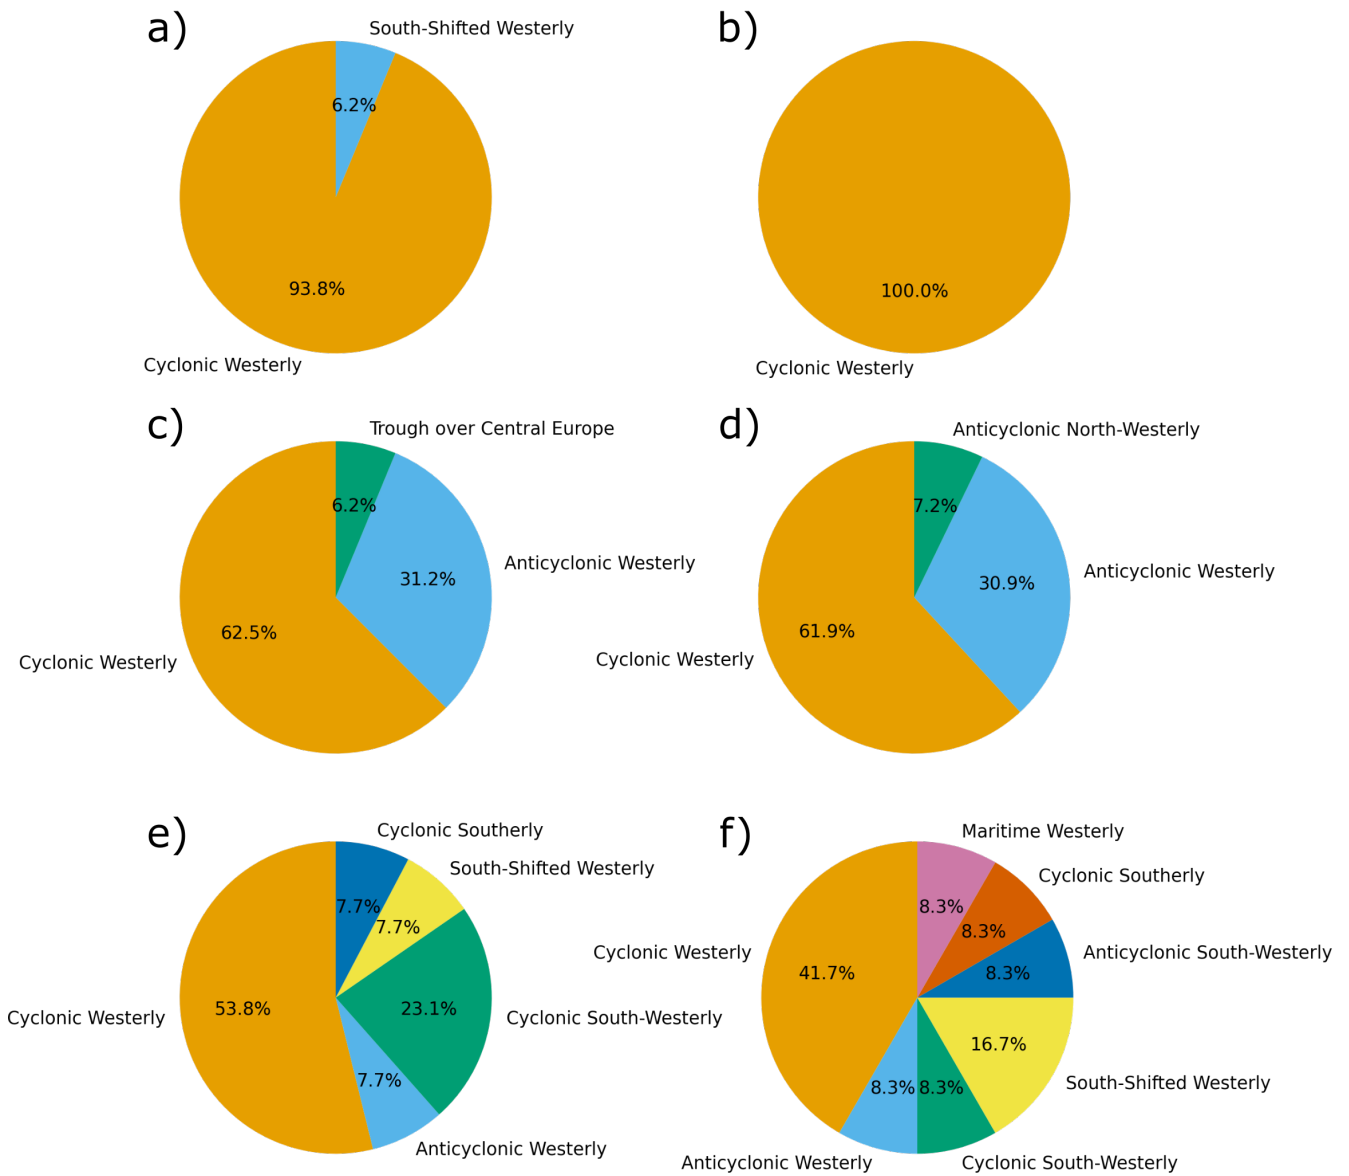 a)
South-Shifted Westerly
6.2%
93.8%
Cyclonic Westerly
b)
100.0%
Cyclonic Westerly
c)
Trough over Central Europe
6.2%
Anticyclonic Westerly
31.2%
62.5%
Cyclonic Westerly
d)
Anticyclonic North-Westerly
7.2%
Anticyclonic Westerly
30.9%
61.9%
Cyclonic Westerly
e)
Cyclonic Southerly
South-Shifted Westerly
7.7%
7.7%
53.8%
23.1%
Cyclonic Westerly
Cyclonic South-Westerly
7.7%
Anticyclonic Westerly
f)
Maritime Westerly
Cyclonic Southerly
8.3%
8.3%
Cyclonic Westerly
Anticyclonic South-Westerly
41.7%
8.3%
16.7%
South-Shifted Westerly
8.3%
8.3%
Anticyclonic Westerly
Cyclonic South-Westerly